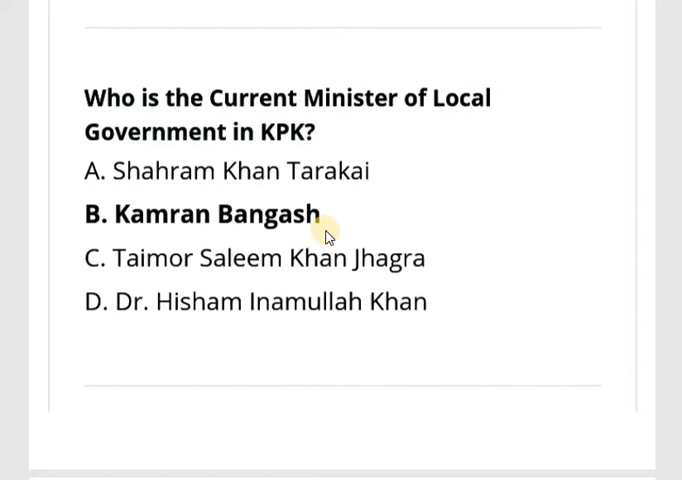 Who is the Current Minister of Local
Government in KPK?
A. Shahram Khan Tarakai
B. Kamran Bangash
C. Taimor Saleem Khan Jhagra
D. Dr. Hisham Inamullah Khan